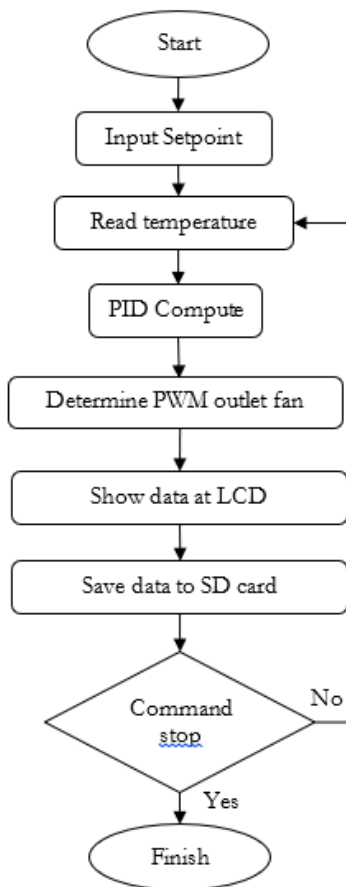 Start
Input Setpoint
Read temperature
PID Compute
Determine PWM outlet fan
Show data at LCD
Save data to SD card
Command
stop
No
Yes
Finish